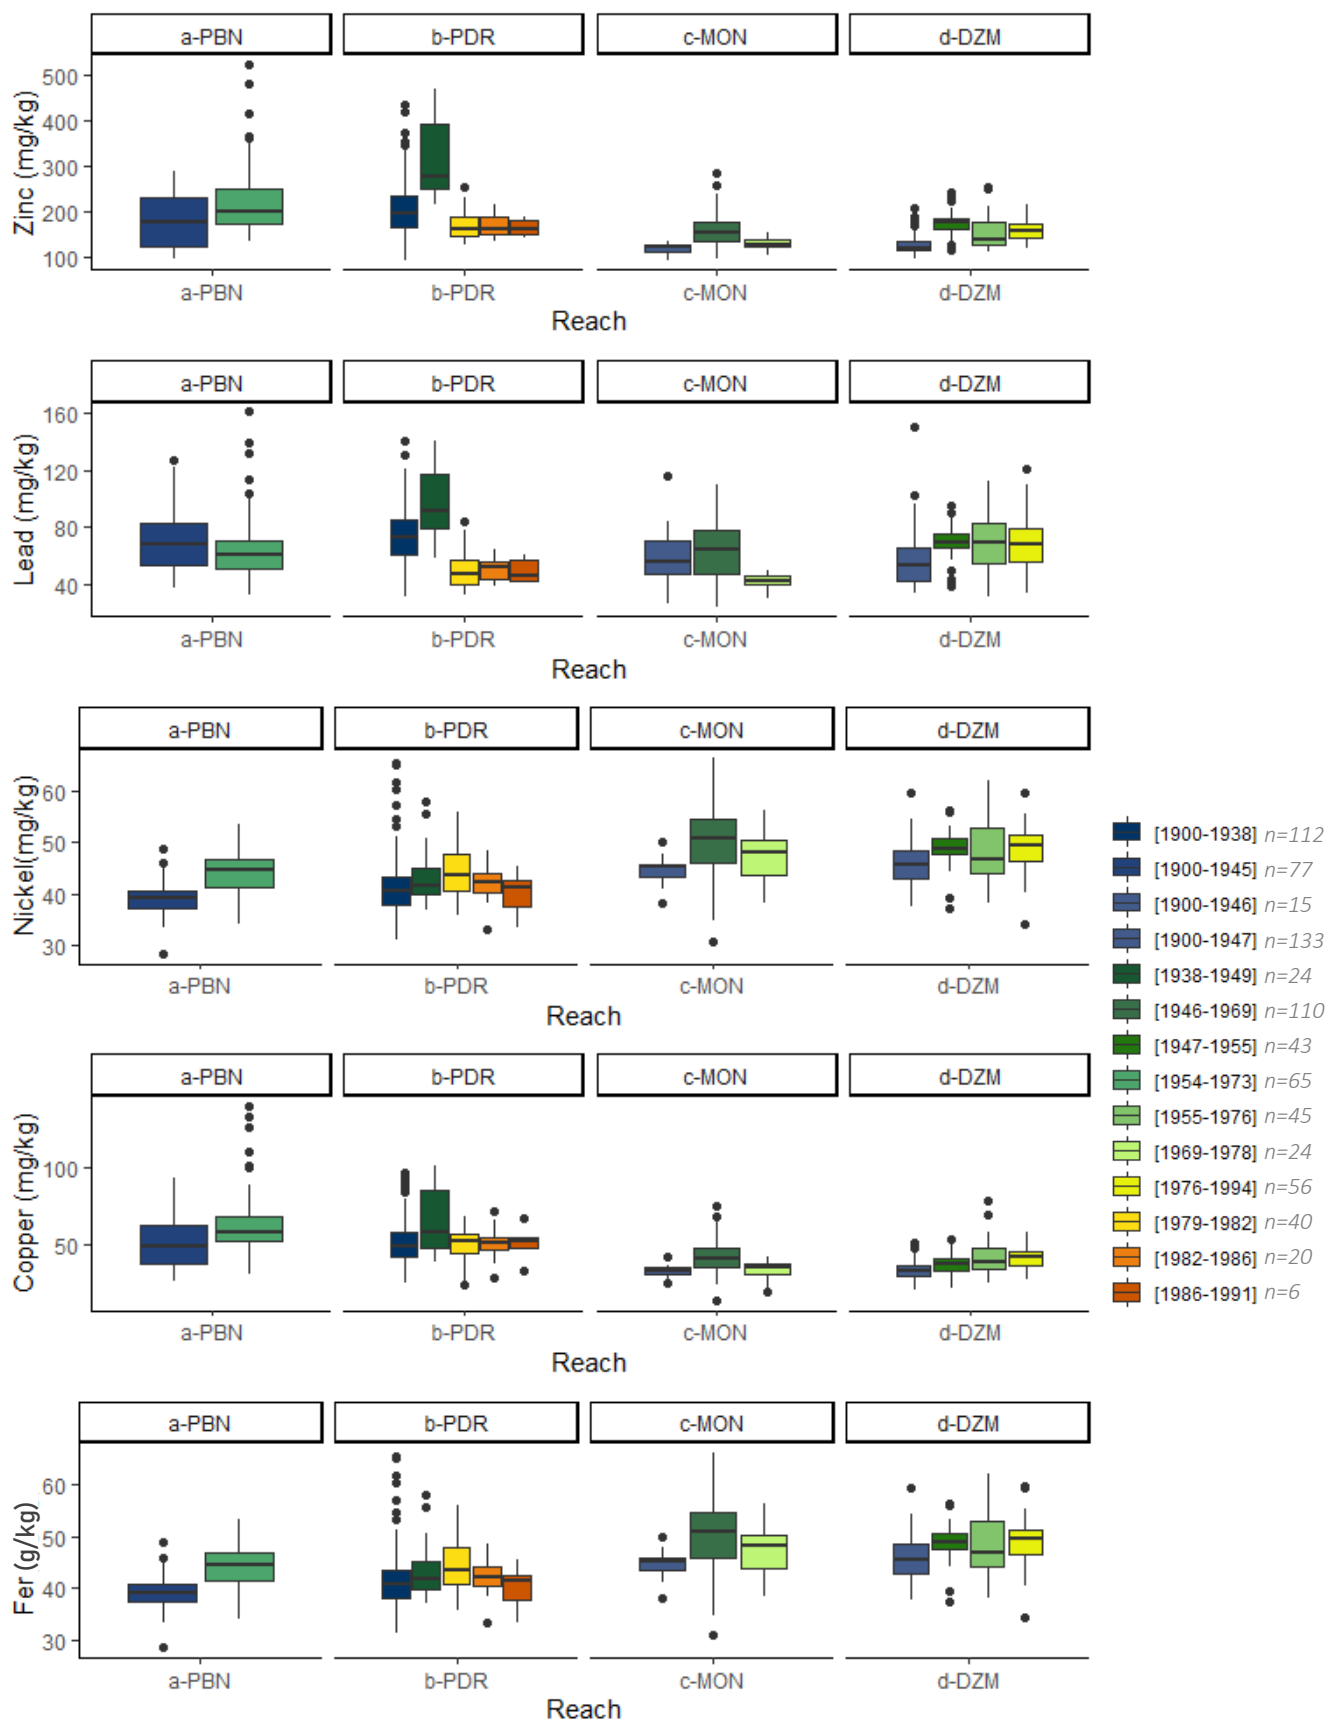 a-PBN b-PDR c-MON d-DZM
Zinc (mg/kg)
500
400
300
200
100
a-PBN b-PDR c-MON d-DZM
Reach
a-PBN b-PDR c-MON d-DZM
Lead (mg/kg)
160
120
80
40
a-PBN b-PDR c-MON d-DZM
Reach
a-PBN b-PDR c-MON d-DZM
Nickel(mg/kg)
60
50
40
30
a-PBN b-PDR c-MON d-DZM
Reach
a-PBN b-PDR c-MON d-DZM
Copper (mg/kg)
100
50
a-PBN b-PDR c-MON d-DZM
Reach
a-PBN b-PDR c-MON d-DZM
Fer (g/kg)
60
50
40
30
a-PBN b-PDR c-MON d-DZM
Reach
[1900-1938] n=112
[1900-1945] n=77
[1900-1946] n=15
[1900-1947] n=133
[1938-1949] n=24
[1946-1969] n=110
[1947-1955] n=43
[1954-1973] n=65
[1955-1976] n=45
[1969-1978] n=24
[1976-1994] n=56
[1979-1982] n=40
[1982-1986] n=20
[1986-1991] n=6